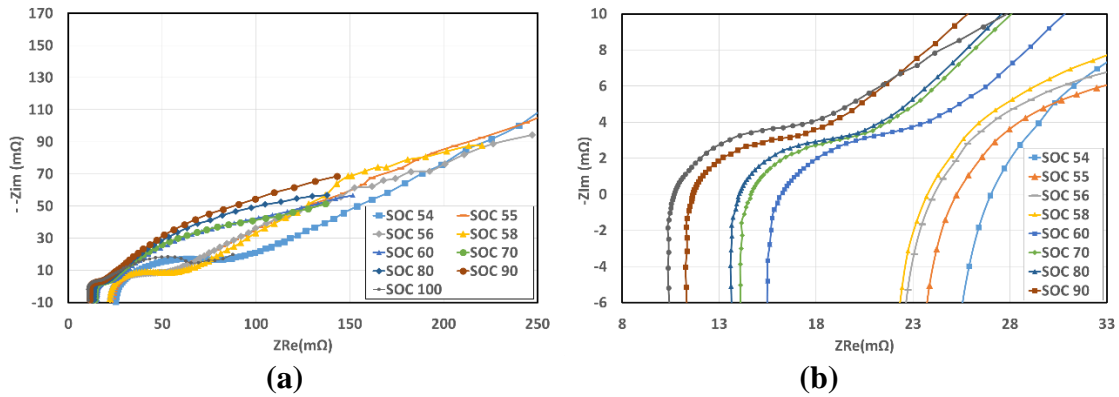 170
150
130
110
90
70
50
30
10
-10
- -Zim (mΩ)
0 50 100 150 200 250
ZRe(mΩ)
SOC 54 SOC 55
SOC 56 SOC 58
SOC 60 SOC 70
SOC 80 SOC 90
SOC 100
(a)
10
8
6
4
2
0
-2
-4
-6
-ZIm (mΩ)
8 13 18 23 28 33
ZRe(mΩ)
SOC 54
SOC 55
SOC 56
SOC 58
SOC 60
SOC 70
SOC 80
SOC 90
(b)